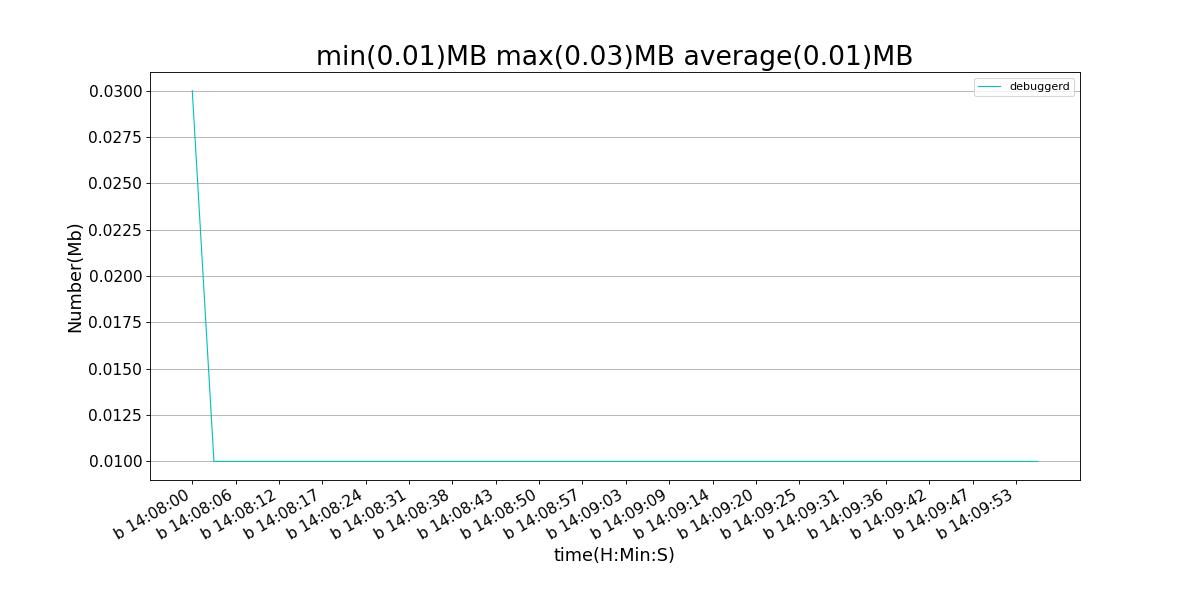 min(0.01)MB max(0.03)MB average(0.01)MB
debuggerd
0.0300
0.0275
0.0250
0.0225
0.0200
0.0175
0.0150
0.0125
0.0100
Number(Mb)
b 14:08:00
b 14:08:06
b 14:08:12
b 14:08:17
b 14:08:24
b 14:08:31
b 14:08:38
b 14:08:43
b 14:08:50
b 14:08:57
b 14:09:03
b 14:09:09
b 14:09:14
b 14:09:20
b 14:09:25
b 14:09:31
b 14:09:36
b 14:09:42
b 14:09:47
b 14:09:53
time(H:Min:S)